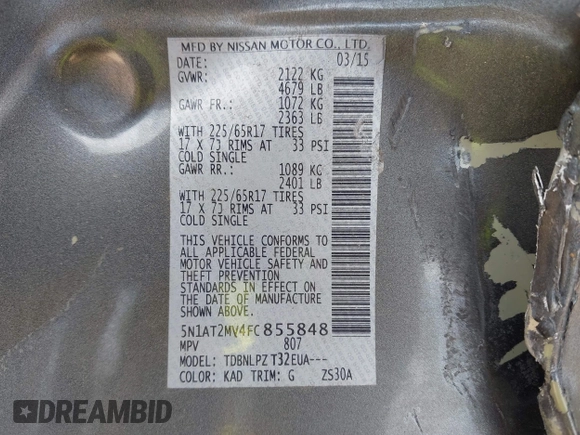 MFD BY NISSAN MOTOR CO., LTD.
DATE: 03/15
GVWR: 2122 KG
4679 LB
GAWR FR.: 1072 KG
2363 LB
WITH 225/65R17 TIRES
17 X 7J RIMS AT 33 PSI
COLD SINGLE
GAWR RR.: 1089 KG
2401 LB
WITH 225/65R17 TIRES
17 X 7J RIMS AT 33 PSI
COLD SINGLE
THIS VEHICLE CONFORMS TO
ALL APPLICABLE FEDERAL
MOTOR VEHICLE SAFETY AND
THEFT PREVENTION
STANDARDS IN EFFECT ON
THE DATE OF MANUFACTURE
SHOWN ABOVE.
5N1AT2MV4FC855848
MPV 807
MODEL: TDBNLPZ T32EUA---
COLOR: KAD TRIM: G ZS30A
DREAMBID